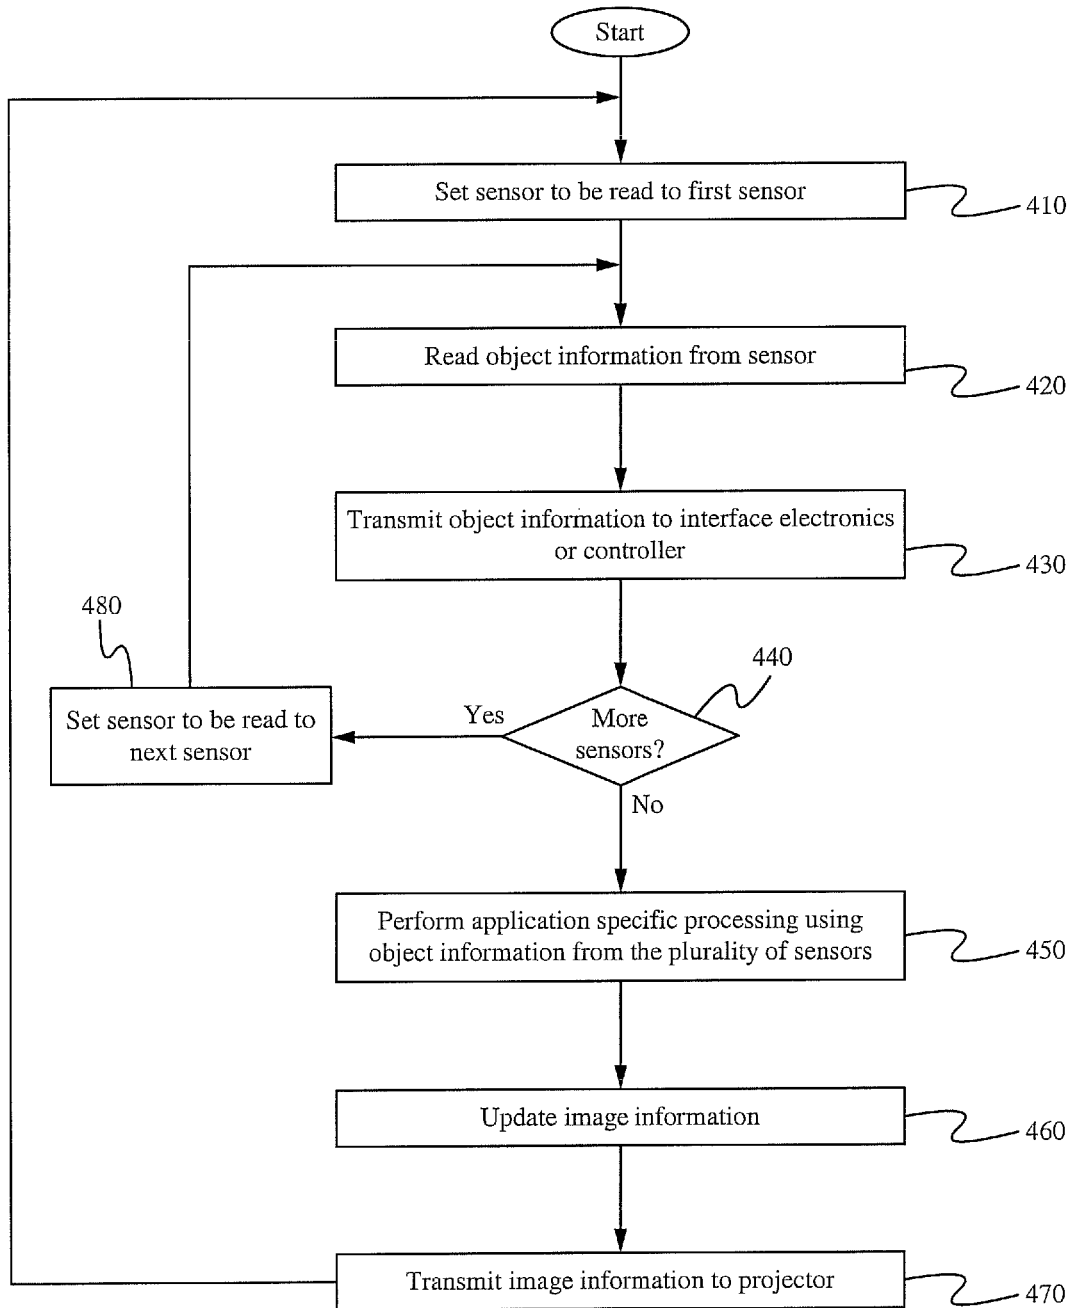 Start
Set sensor to be read to first sensor
410
Read object information from sensor
420
Transmit object information to interface electronics
or controller
430
480
440
Set sensor to be read to
next sensor
Yes
More
sensors?
No
Perform application specific processing using
object information from the plurality of sensors
450
Update image information
460
Transmit image information to projector
470